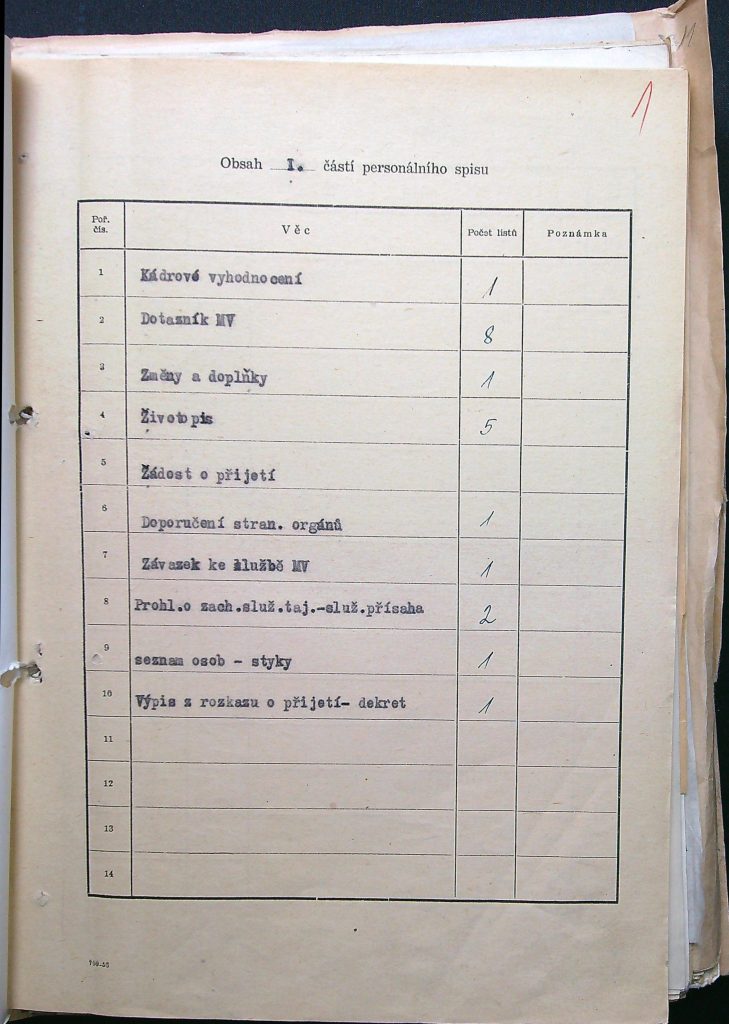 1
Obsah I. částí personálního spisu
Poř. čís. Věc Počet listů Poznámka
1 Kádrové vyhodnocení 1
2 Dotazník MV 8
3 Změny a doplňky 1
4 Životopis 5
5 Žádost o přijetí
6 Doporučení stran. orgánů 1
7 Závazek ke službě MV 1
8 Prohl.o zach.služ.taj.-služ.přísaha 2
9 seznam osob - styky 1
10 Výpis z rozkazu o přijetí- dekret 1
11
12
13
14